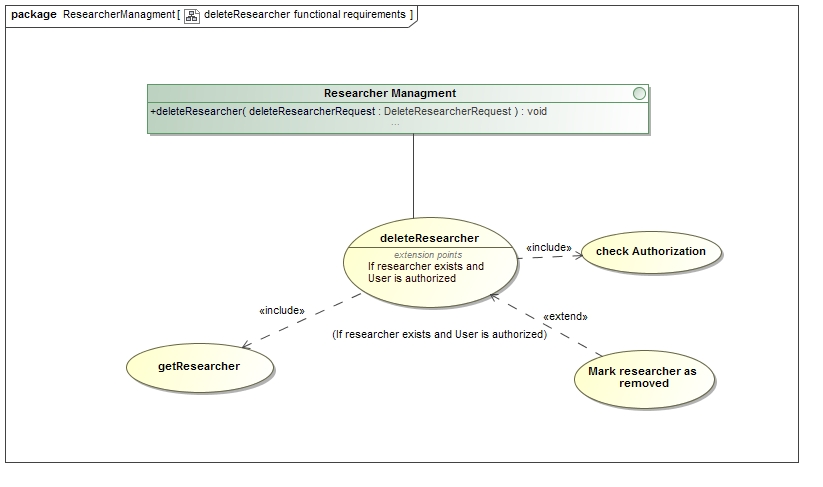 package ResearcherManagment[ deleteResearcher functional requirements ]
Researcher Managment
+deleteResearcher( deleteResearcherRequest : DeleteResearcherRequest ) : void
...
deleteResearcher
extension points
If researcher exists and
User is authorized
«include»
check Authorization
«include»
«extend»
(If researcher exists and User is authorized)
getResearcher
Mark researcher as
removed